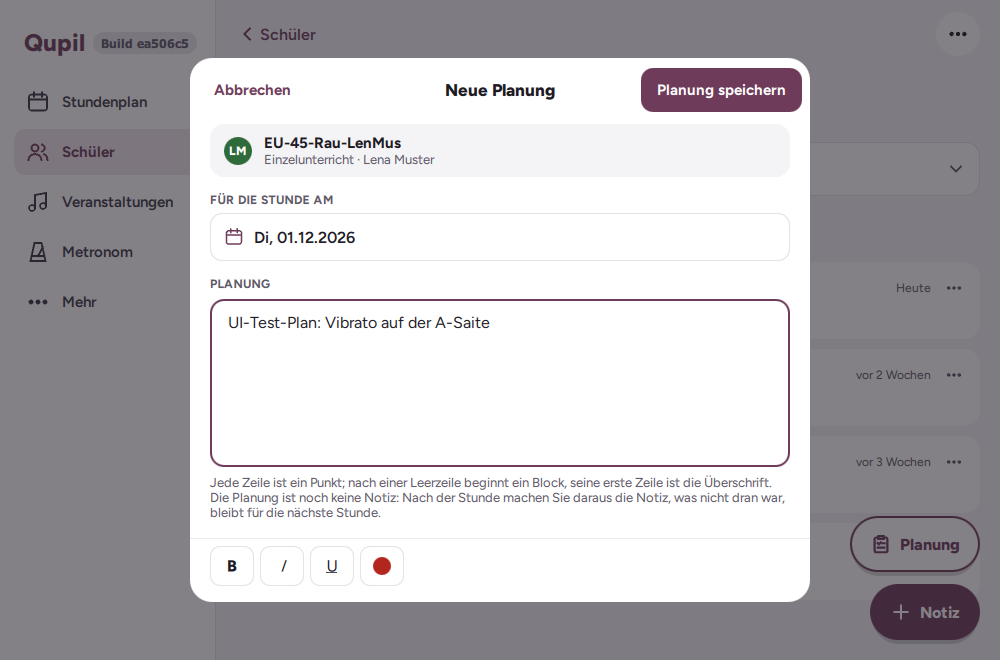 Qupil Build ea506c5
Schüler
Stundenplan
Schüler
Veranstaltungen
Metronom
Mehr
Abbrechen
Neue Planung
Planung speichern
LM
EU-45-Rau-LenMus
Einzelunterricht · Lena Muster
FÜR DIE STUNDE AM
Di, 01.12.2026
PLANUNG
UI-Test-Plan: Vibrato auf der A-Saite
Jede Zeile ist ein Punkt; nach einer Leerzeile beginnt ein Block, seine erste Zeile ist die Überschrift.
Die Planung ist noch keine Notiz: Nach der Stunde machen Sie daraus die Notiz, was nicht dran war,
bleibt für die nächste Stunde.
B I U
Heute
vor 2 Wochen
vor 3 Wochen
Planung
Notiz